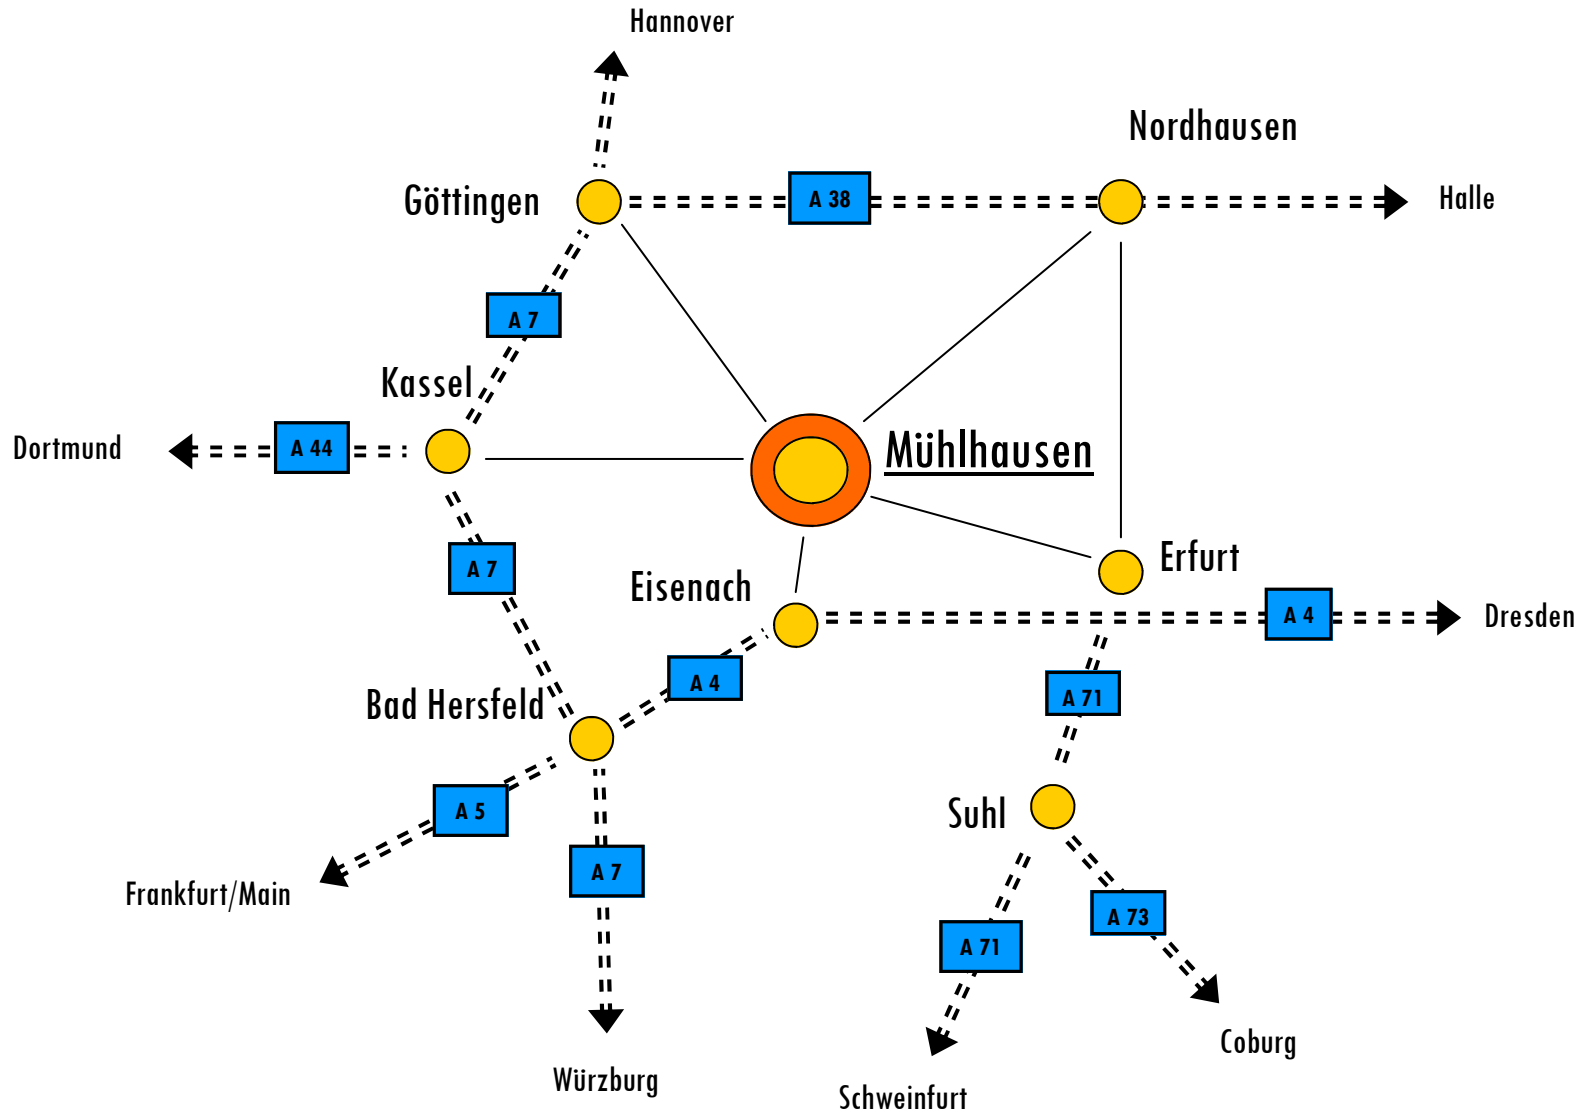 Hannover
Nordhausen
Göttingen
A 38
Halle
A 7
Kassel
Dortmund
A 44
Mühlhausen
A 7
Eisenach
Erfurt
A 4
Dresden
A 4
A 71
Bad Hersfeld
A 5
Suhl
A 7
Frankfurt/Main
A 73
A 71
Coburg
Würzburg
Schweinfurt